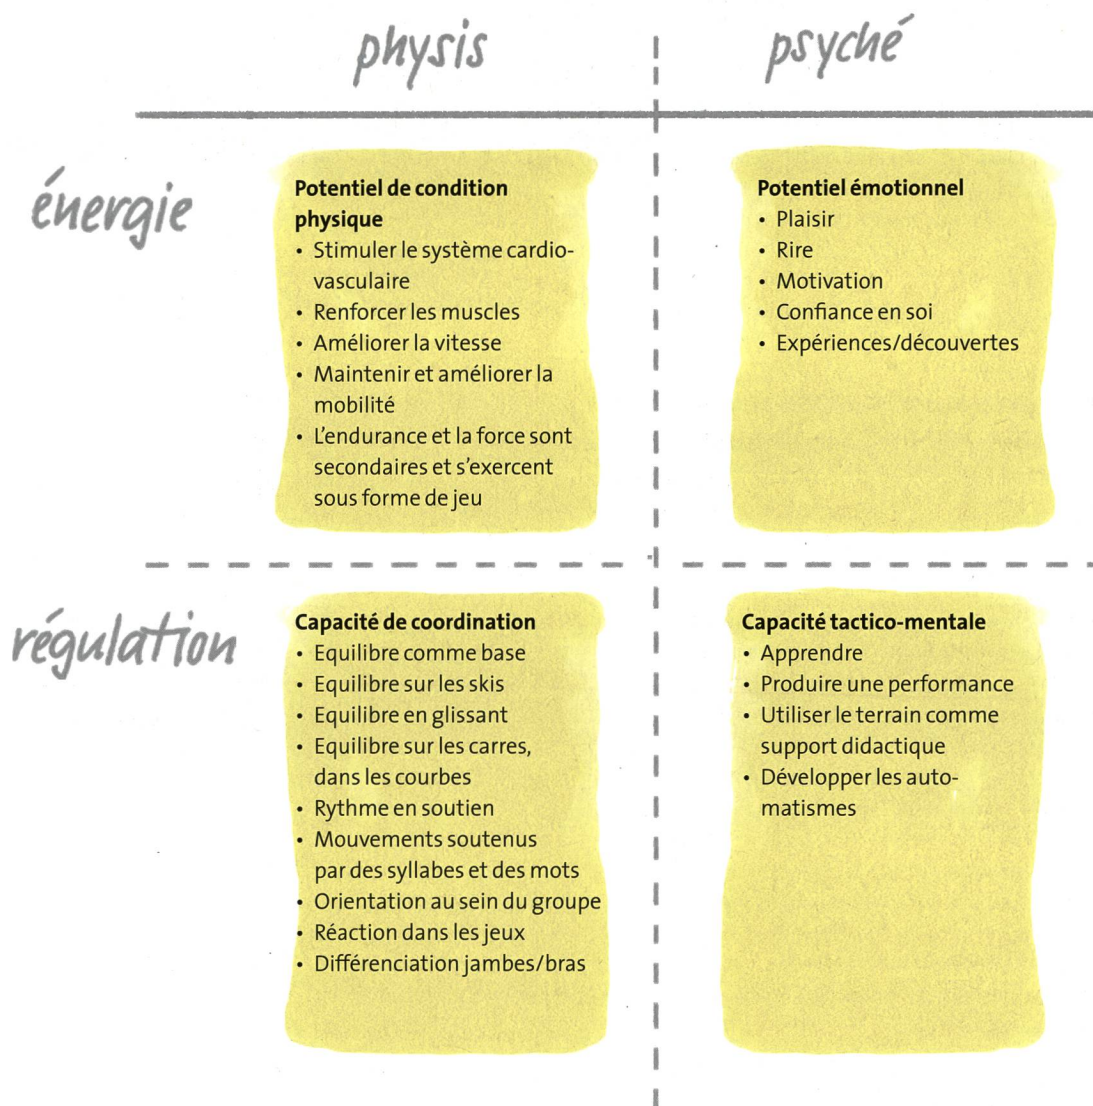 physis
psyché
énergie
Potentiel de condition
physique
• Stimuler le système cardio-
vasculaire
• Renforcer les muscles
• Améliorer la vitesse
• Maintenir et améliorer la
mobilité
• L'endurance et la force sont
secondaires et s'exercent
sous forme de jeu
Potentiel émotionnel
• Plaisir
• Rire
• Motivation
• Confiance en soi
• Expériences/découvertes
régulation
Capacité de coordination
• Equilibre comme base
• Equilibre sur les skis
• Equilibre en glissant
• Equilibre sur les carres,
dans les courbes
• Rythme en soutien
• Mouvements soutenus
par des syllabes et des mots
• Orientation au sein du groupe
• Réaction dans les jeux
• Différenciation jambes/bras
Capacité tactico-mentale
• Apprendre
• Produire une performance
• Utiliser le terrain comme
support didactique
• Développer les auto-
matismes